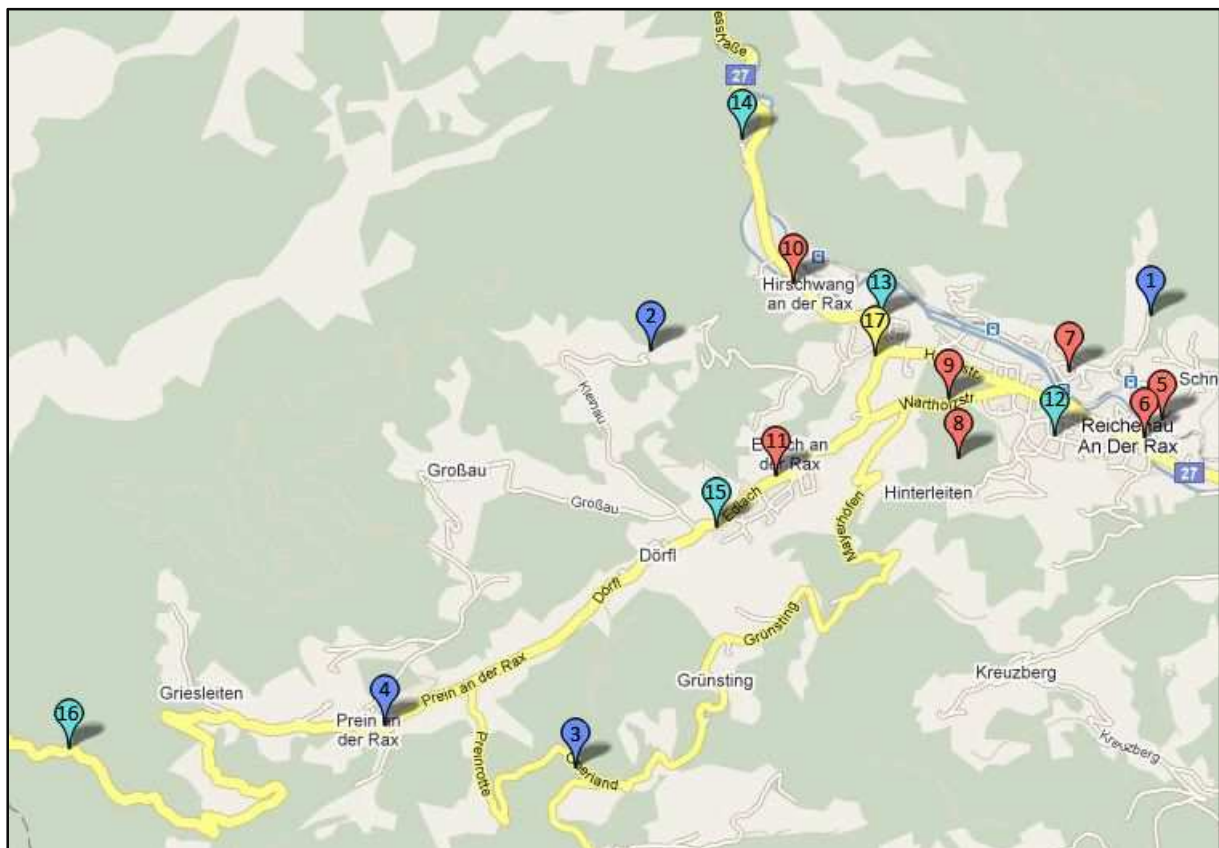 esstraße
27
14
10
Hirschwang
an der Rax
13
1
2
17
7
9
5
Schn
6
12
Wartholzstr.
8
Reichenau
An Der Rax
Kleinau
11
der Rax
27
Großau
Hinterleiten
15
Edlach
Großau
Mayerhöfen
Dörfl
Dörfl
Grünsting
Prein an der Rax
Grünsting
Kreuzberg
Griesleiten
4
Prein an
der Rax
16
3
Preinrotte
Kreuzberg